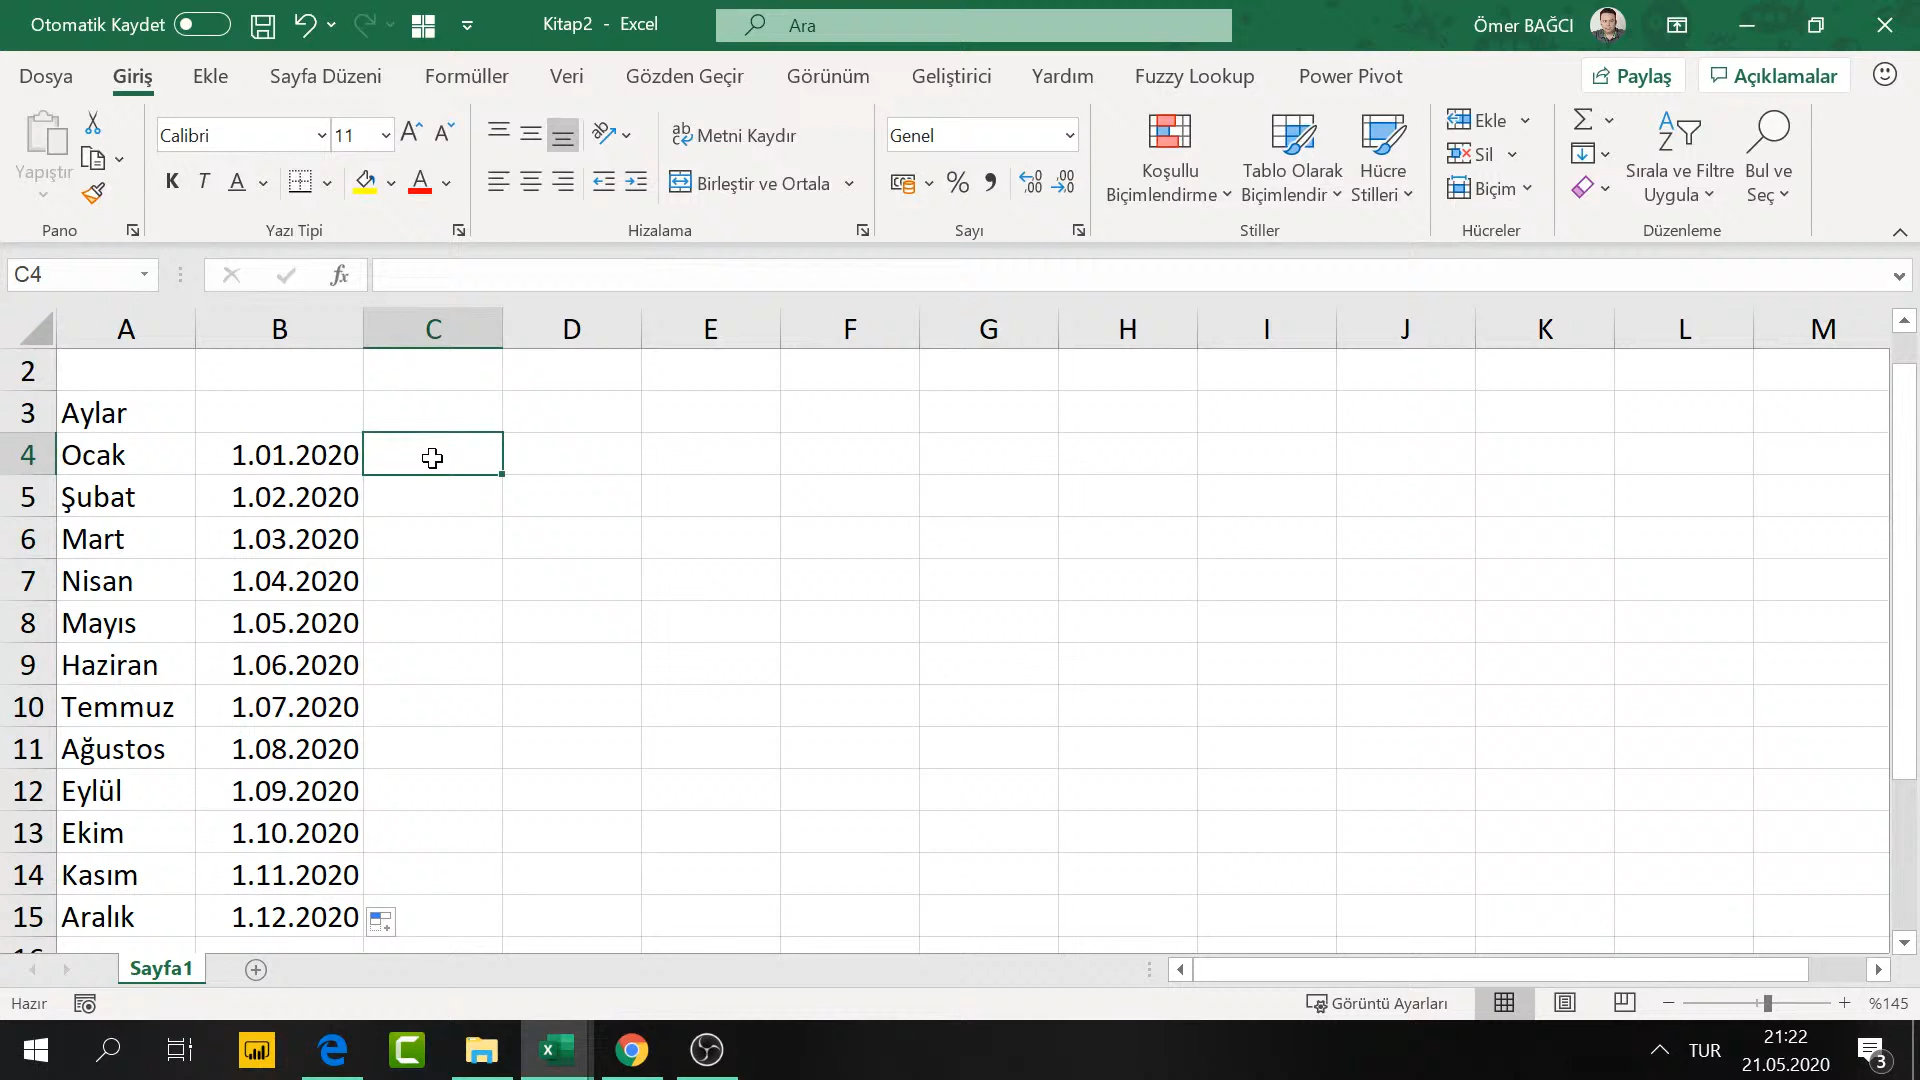 Otomatik Kaydet
Kitap2 - Excel
Ara
Ömer BAĞCI
Dosya Giriş Ekle Sayfa Düzeni Formüller Veri Gözden Geçir Görünüm Geliştirici Yardım Fuzzy Lookup Power Pivot
Paylaş Açıklamalar
Yapıştır
Pano
Calibri 11
K T A A
Yazı Tipi
ab Metni Kaydır
Birleştir ve Ortala
Hizalama
Genel
% 000
Sayı
Koşullu
Biçimlendirme
Tablo Olarak
Biçimlendir
Hücre
Stilleri
Stiller
Ekle
Sil
Biçim
Hücreler
Sırala ve Filtre
Uygula
Bul ve
Seç
Düzenleme
C4
fx
A B C D E F G H I J K L M
2
3 Aylar
4 Ocak 1.01.2020
5 Şubat 1.02.2020
6 Mart 1.03.2020
7 Nisan 1.04.2020
8 Mayıs 1.05.2020
9 Haziran 1.06.2020
10 Temmuz 1.07.2020
11 Ağustos 1.08.2020
12 Eylül 1.09.2020
13 Ekim 1.10.2020
14 Kasım 1.11.2020
15 Aralık 1.12.2020
Sayfa1
Hazır
Görüntü Ayarları
%145
TUR
21:22
21.05.2020
3